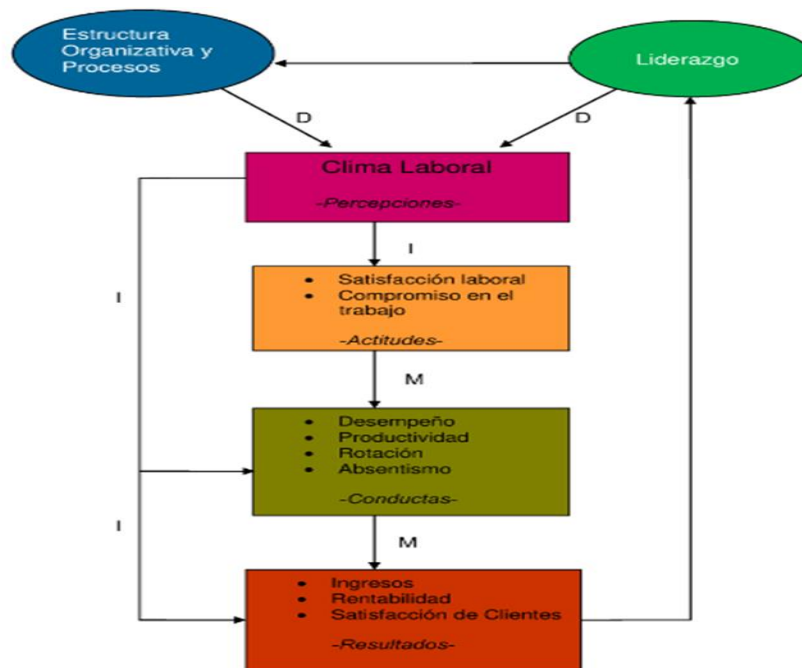 Estructura
Organizativa y
Procesos
Liderazgo
D
D
Clima Laboral
-Percepciones-
I
I
• Satisfacción laboral
• Compromiso en el
trabajo
-Actitudes-
M
• Desempeño
• Productividad
• Rotación
• Absentismo
-Conductas-
I
M
• Ingresos
• Rentabilidad
• Satisfacción de Clientes
-Resultados-